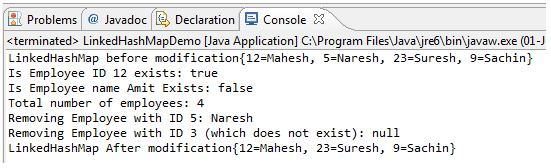 Problems @ Javadoc Declaration Console
<terminated> LinkedHashMapDemo [Java Application] C:\Program Files\Java\jre6\bin\javaw.exe (01-J
LinkedHashMap before modification{12=Mahesh, 5=Naresh, 23=Suresh, 9=Sachin}
Is Employee ID 12 exists: true
Is Employee name Amit Exists: false
Total number of employees: 4
Removing Employee with ID 5: Naresh
Removing Employee with ID 3 (which does not exist): null
LinkedHashMap After modification{12=Mahesh, 23=Suresh, 9=Sachin}